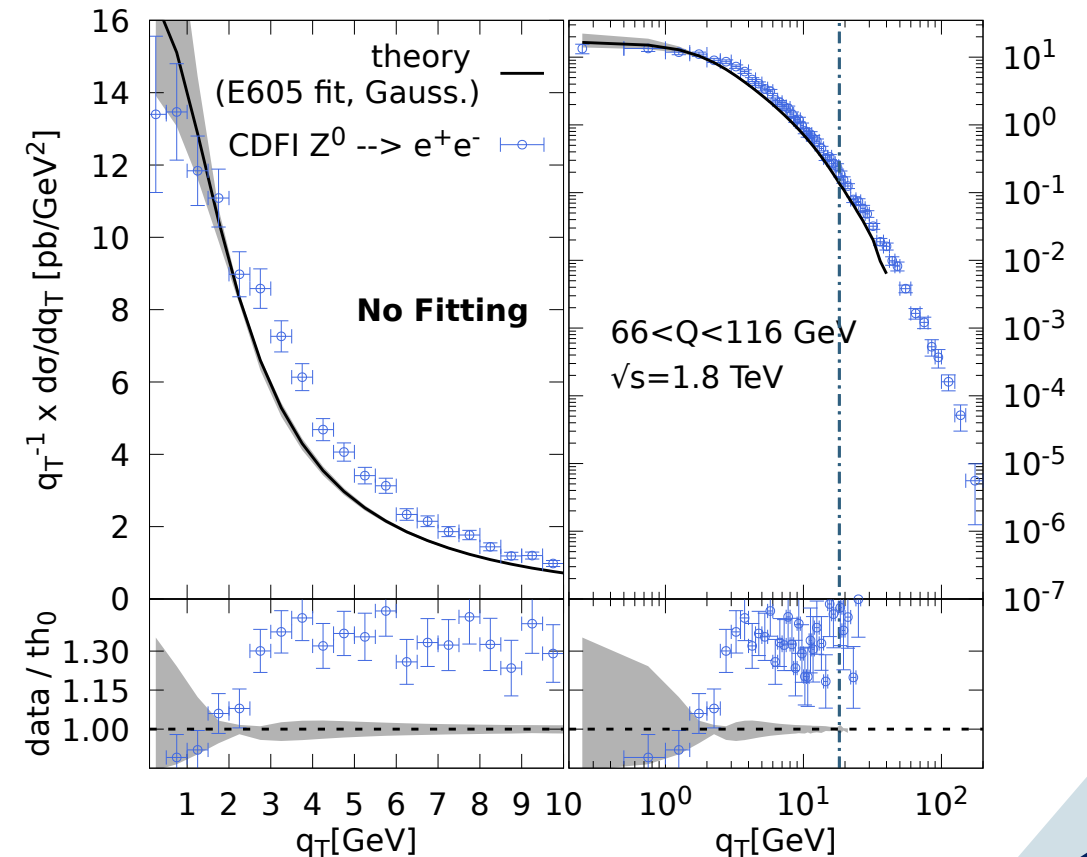 16
14
12
10
8
6
4
2
0
q_T^-1 x dσ/dq_T [pb/GeV^2]
theory
(E605 fit, Gauss.)
CDFI Z^0 --> e^+e^-
No Fitting
66<Q<116 GeV
√s=1.8 TeV
10^1
10^0
10^-1
10^-2
10^-3
10^-4
10^-5
10^-6
10^-7
data / th_0
1.30
1.15
1.00
1 2 3 4 5 6 7 8 9 10
q_T[GeV]
10^0 10^1 10^2
q_T[GeV]